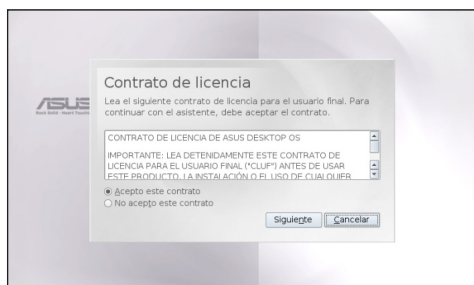 ASUS
Contrato de licencia
Lea el siguiente contrato de licencia para el usuario final. Para
continuar con el asistente, debe aceptar el contrato.
CONTRATO DE LICENCIA DE ASUS DESKTOP OS
IMPORTANTE: LEA DETENIDAMENTE ESTE CONTRATO DE
LICENCIA PARA EL USUARIO FINAL ("CLUF") ANTES DE USAR
ESTE PRODUCTO. LA INSTALACIÓN O EL USO DE CUALQUIER
Acepto este contrato
No acepto este contrato
Siguiente
Cancelar